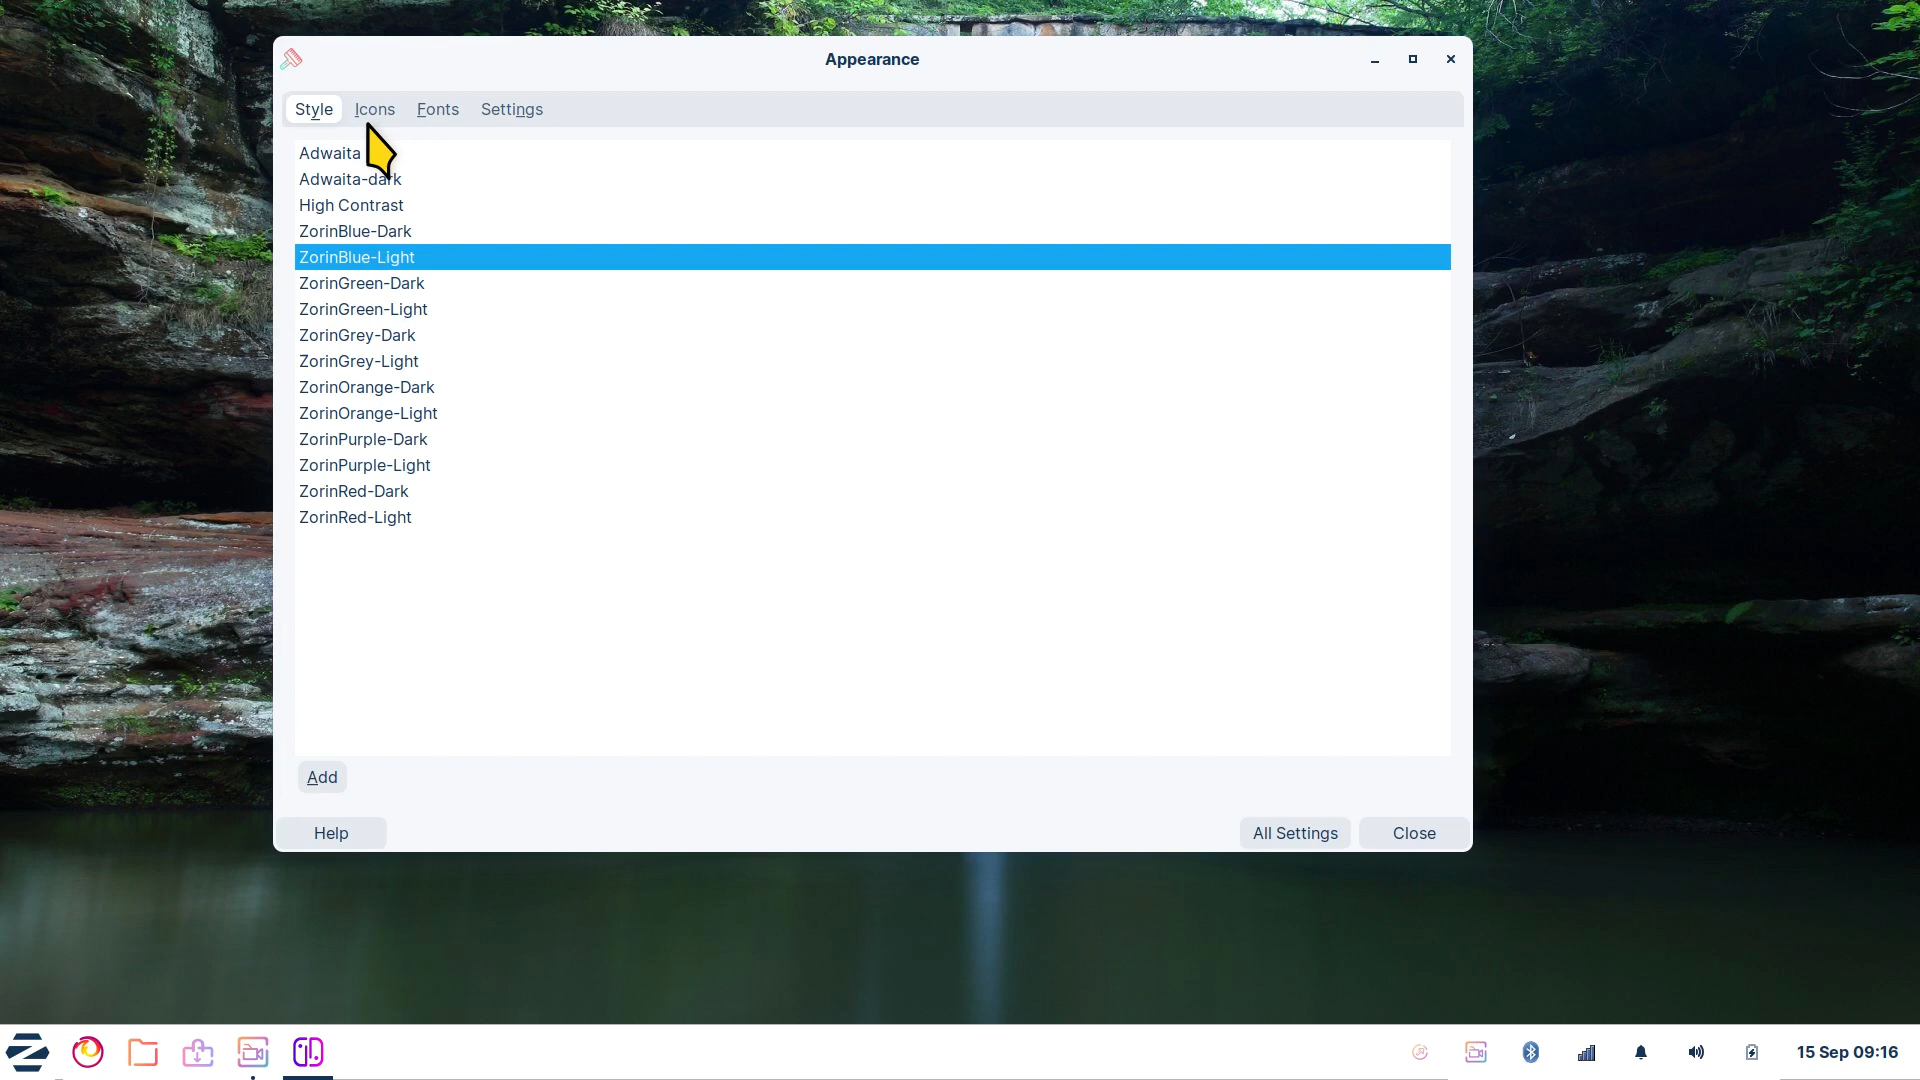 Appearance
Style Icons Fonts Settings
Adwaita
Adwaita-dark
High Contrast
ZorinBlue-Dark
ZorinBlue-Light
ZorinGreen-Dark
ZorinGreen-Light
ZorinGrey-Dark
ZorinGrey-Light
ZorinOrange-Dark
ZorinOrange-Light
ZorinPurple-Dark
ZorinPurple-Light
ZorinRed-Dark
ZorinRed-Light
Add
Help All Settings Close
15 Sep 09:16